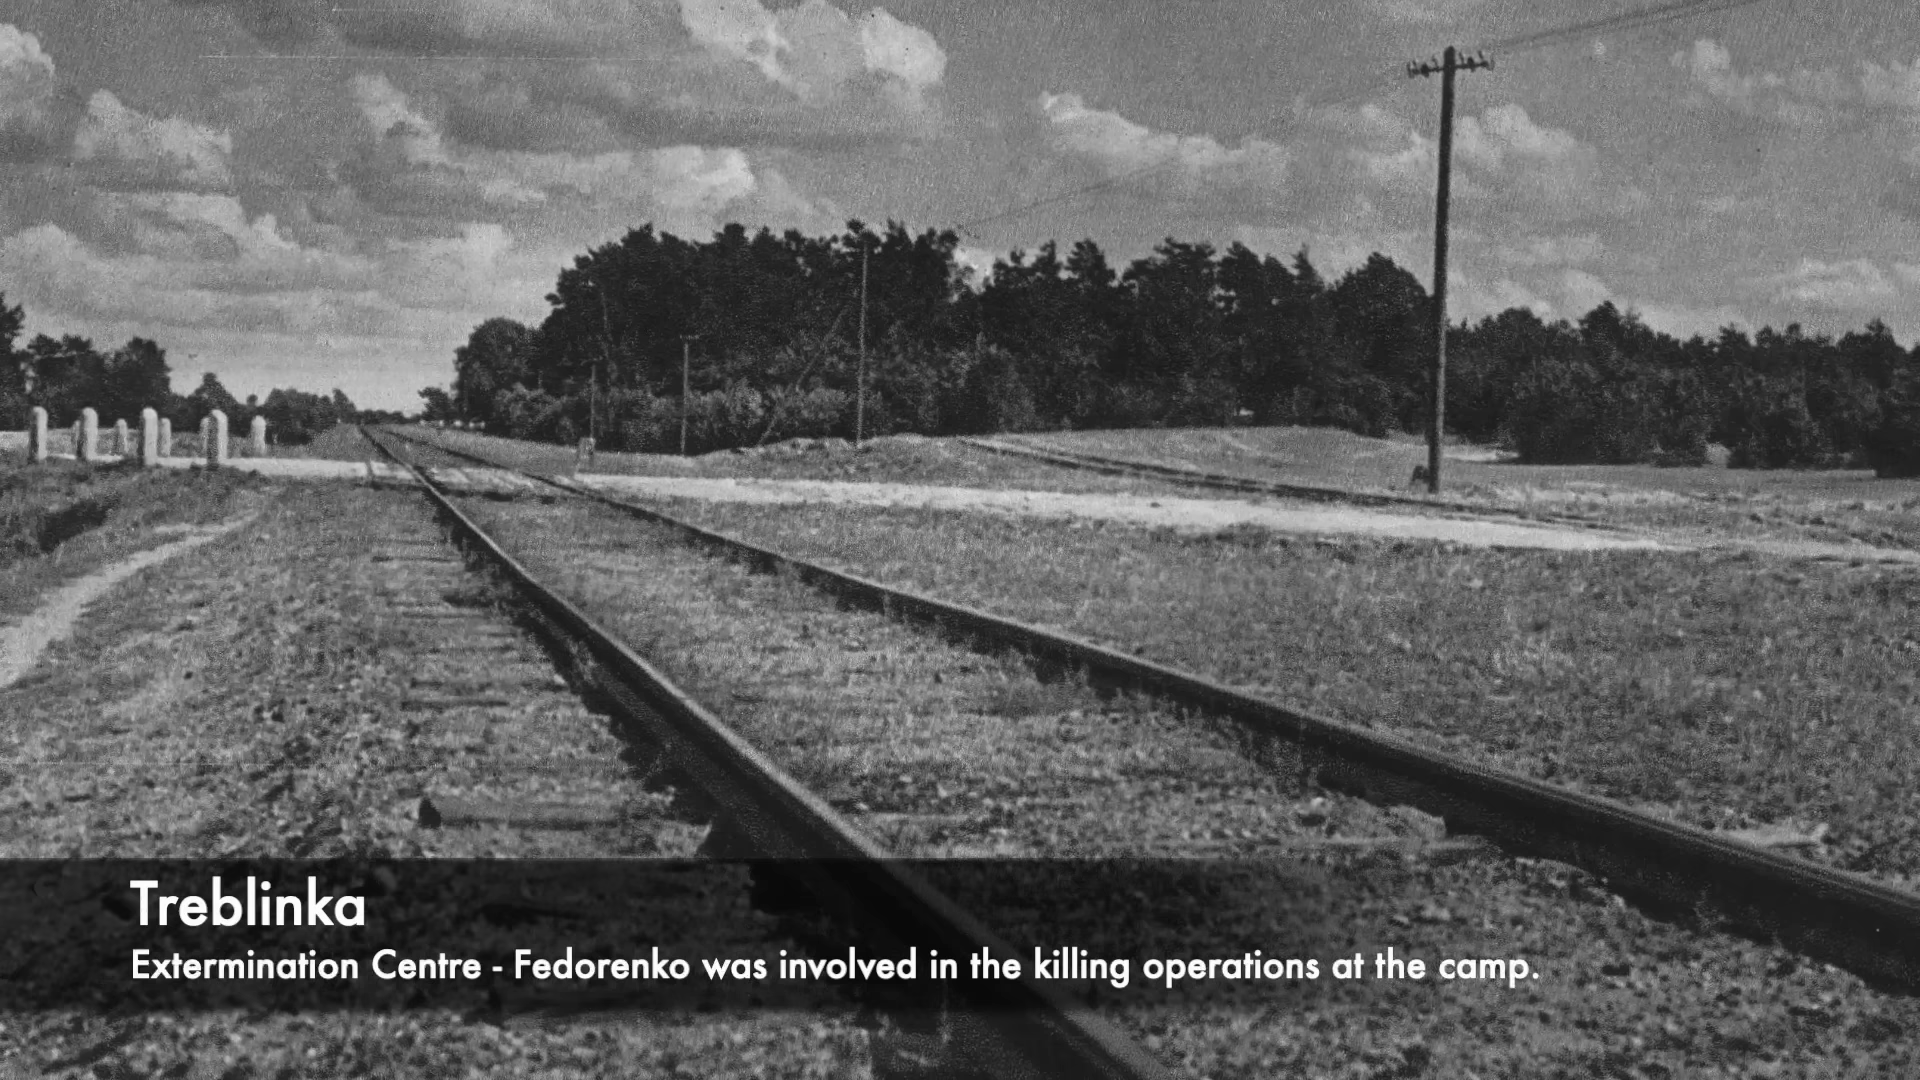 Treblinka
Extermination Centre - Fedorenko was involved in the killing operations at the camp.